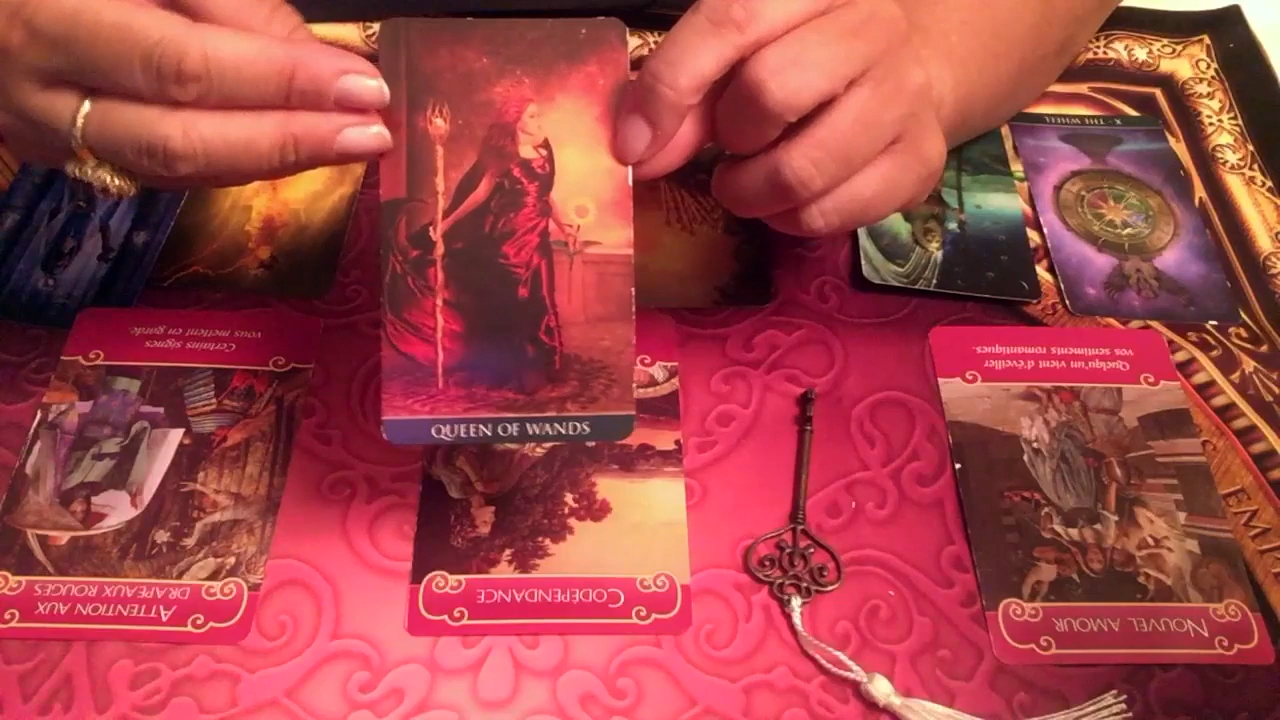 X - THE WHEEL
QUEEN OF WANDS
Certains signes
vous mettent en garde.
ATTENTION AUX
DRAPEAUX ROUGES
CODÉPENDANCE
Quelqu'un vient d'éveiller
vos sentiments romantiques.
NOUVEL AMOUR